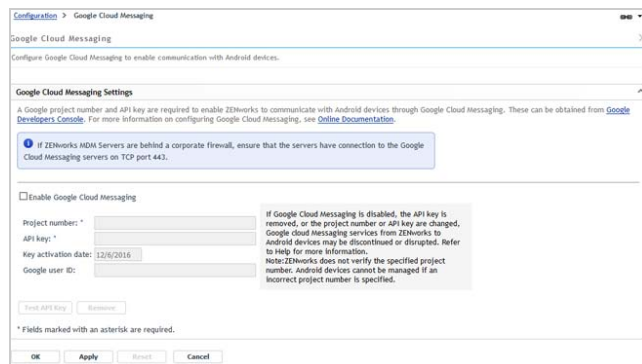 Configuration > Google Cloud Messaging
Google Cloud Messaging
Configure Google Cloud Messaging to enable communication with Android devices.
Google Cloud Messaging Settings
A Google project number and API key are required to enable ZENworks to communicate with Android devices through Google Cloud Messaging. These can be obtained from Google
Developers Console. For more information on configuring Google Cloud Messaging, see Online Documentation.
If ZENworks MDM Servers are behind a corporate firewall, ensure that the servers have connection to the Google
Cloud Messaging servers on TCP port 443.
Enable Google Cloud Messaging
Project number: *
API key: *
Key activation date: 12/6/2016
Google user ID:
If Google Cloud Messaging is disabled, the API key is
removed, or the project number or API key are changed,
Google cloud Messaging services from ZENworks to
Android devices may be discontinued or disrupted. Refer
to Help for more information.
Note:ZENworks does not verify the specified project
number. Android devices cannot be managed if an
incorrect project number is specified.
Test API Key Remove
* Fields marked with an asterisk are required.
OK Apply Reset Cancel